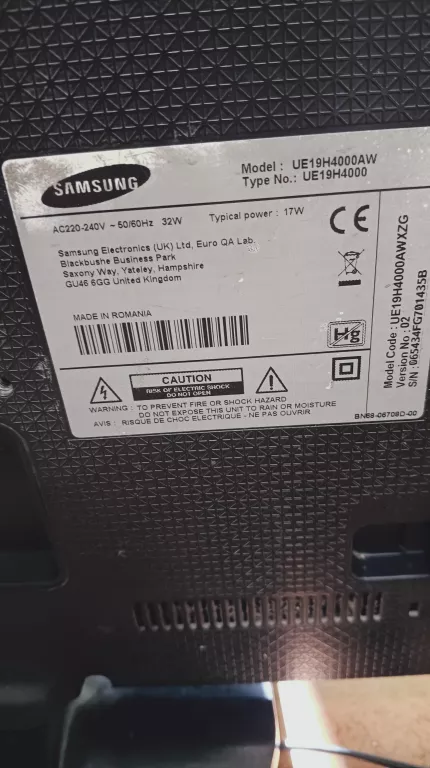 SAMSUNG
Model : UE19H4000AW
Type No.: UE19H4000
AC220-240V ~ 50/60Hz 32W Typical power : 17W
Samsung Electronics (UK) Ltd, Euro QA Lab.
Blackbushe Business Park
Saxony Way, Yateley, Hampshire
GU46 6GG United Kingdom
CE
MADE IN ROMANIA
Hg
CAUTION
RISK OF ELECTRIC SHOCK
DO NOT OPEN
WARNING : TO PREVENT FIRE OR SHOCK HAZARD
DO NOT EXPOSE THIS UNIT TO RAIN OR MOISTURE
AVIS : RISQUE DE CHOC ELECTRIQUE - NE PAS OUVRIR
BN68-06708D-00
Model Code : UE19H4000AWXZG
Version No : 02
S/N : 065434FG701435B